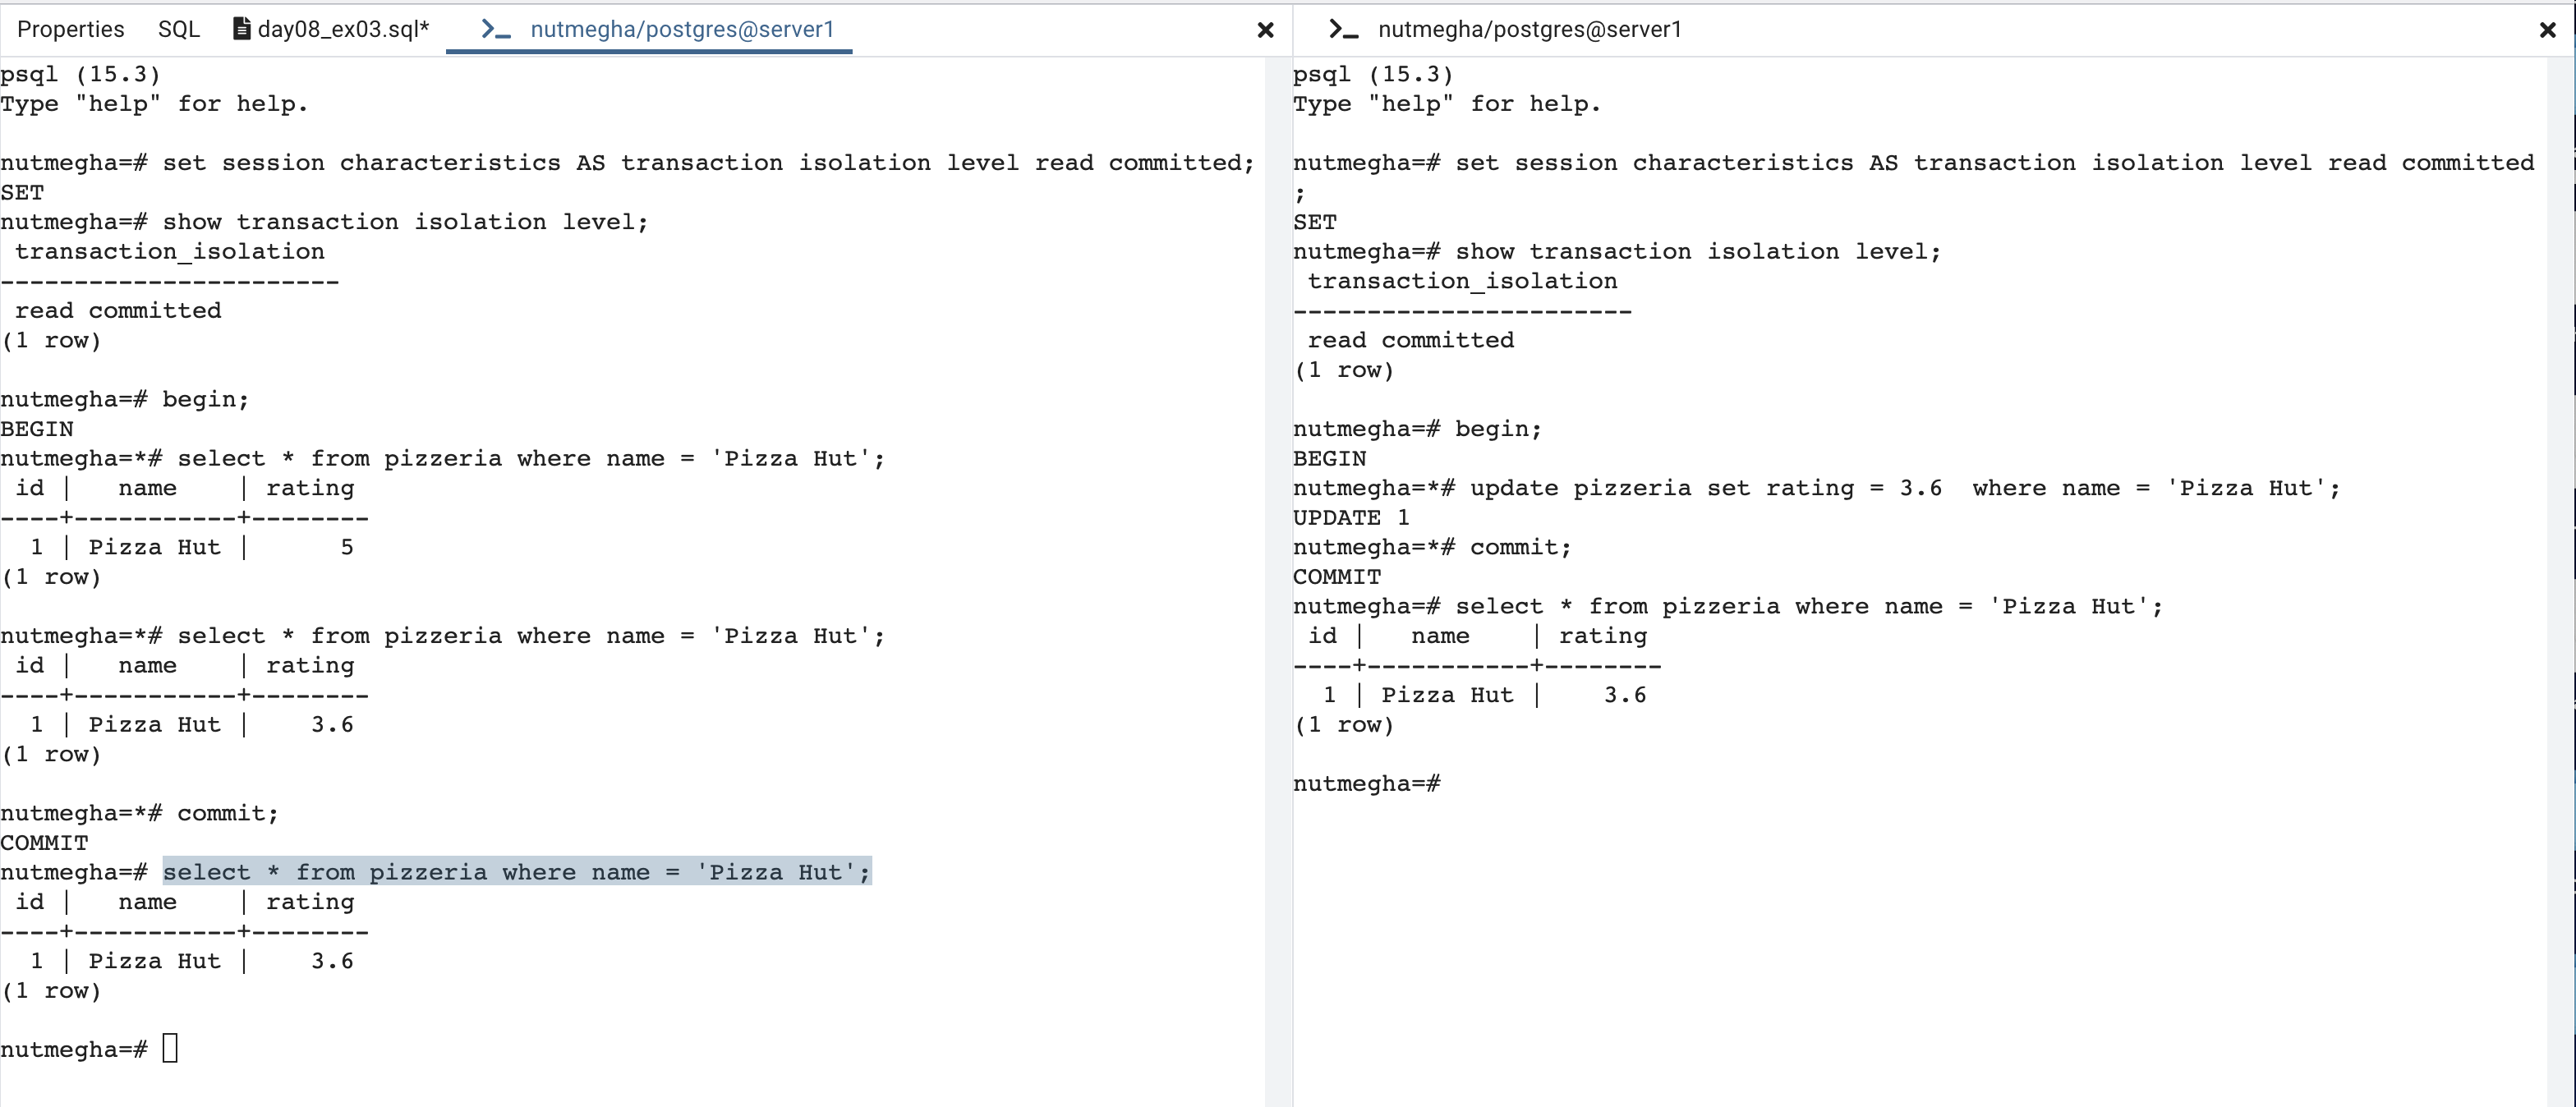 Properties SQL day08_ex03.sql* nutmegha/postgres@server1
psql (15.3)
Type "help" for help.

nutmegha=# set session characteristics AS transaction isolation level read committed;
SET
nutmegha=# show transaction isolation level;
 transaction_isolation
-----------------------
 read committed
(1 row)

nutmegha=# begin;
BEGIN
nutmegha=*# select * from pizzeria where name = 'Pizza Hut';
 id |   name    | rating
----+-----------+--------
  1 | Pizza Hut |      5
(1 row)

nutmegha=*# select * from pizzeria where name = 'Pizza Hut';
 id |   name    | rating
----+-----------+--------
  1 | Pizza Hut |    3.6
(1 row)

nutmegha=*# commit;
COMMIT
nutmegha=# select * from pizzeria where name = 'Pizza Hut';
 id |   name    | rating
----+-----------+--------
  1 | Pizza Hut |    3.6
(1 row)

nutmegha=#
nutmegha/postgres@server1
psql (15.3)
Type "help" for help.

nutmegha=# set session characteristics AS transaction isolation level read committed
;
SET
nutmegha=# show transaction isolation level;
 transaction_isolation
-----------------------
 read committed
(1 row)

nutmegha=# begin;
BEGIN
nutmegha=*# update pizzeria set rating = 3.6  where name = 'Pizza Hut';
UPDATE 1
nutmegha=*# commit;
COMMIT
nutmegha=# select * from pizzeria where name = 'Pizza Hut';
 id |   name    | rating
----+-----------+--------
  1 | Pizza Hut |    3.6
(1 row)

nutmegha=#